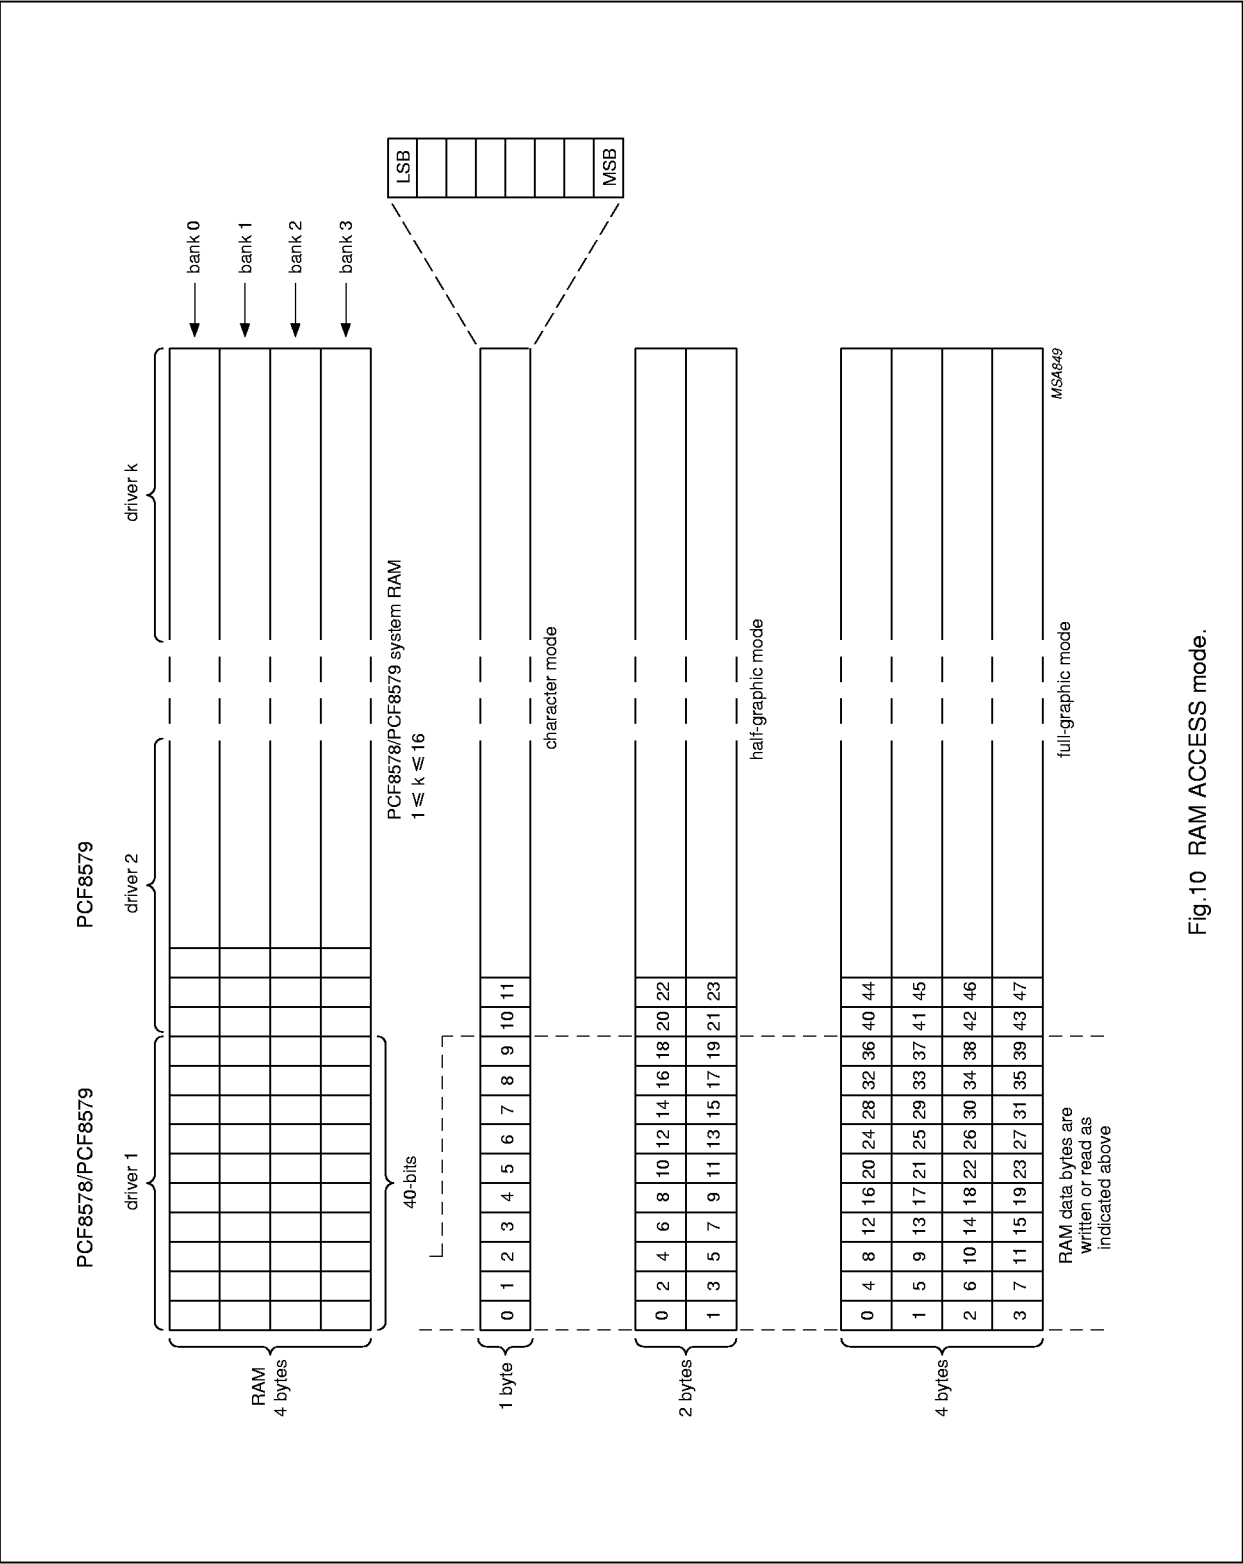 PCF8578/PCF8579
PCF8579
driver 1
driver 2
driver k
RAM
4 bytes
bank 0
bank 1
bank 2
bank 3
40-bits
PCF8578/PCF8579 system RAM
1 ⩽ k ⩽ 16
LSB
MSB
1 byte
0 1 2 3 4 5 6 7 8 9 10 11
character mode
2 bytes
0 2 4 6 8 10 12 14 16 18 20 22
1 3 5 7 9 11 13 15 17 19 21 23
half-graphic mode
4 bytes
0 4 8 12 16 20 24 28 32 36 40 44
1 5 9 13 17 21 25 29 33 37 41 45
2 6 10 14 18 22 26 30 34 38 42 46
3 7 11 15 19 23 27 31 35 39 43 47
full-graphic mode
MSA849
RAM data bytes are
written or read as
indicated above
Fig.10 RAM ACCESS mode.